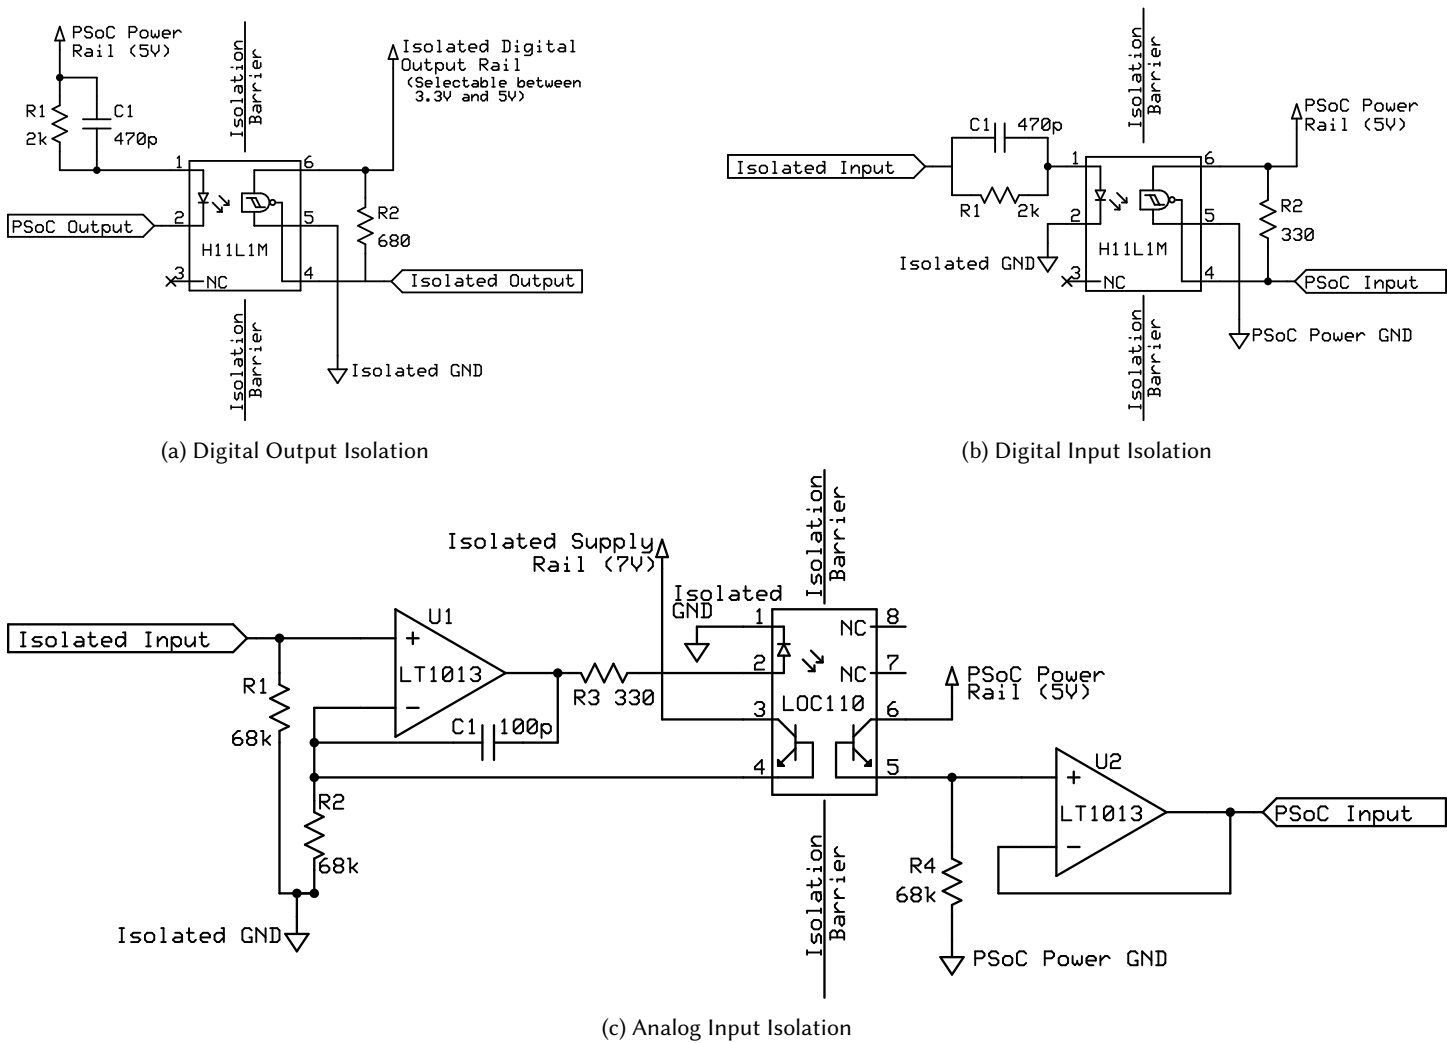 PSoC Power
Rail (5V)
R1
2k
C1
470p
Isolation
Barrier
Isolated Digital
Output Rail
(Selectable between
3.3V and 5V)
1
6
PSoC Output
2
5
R2
680
H11L1M
3
NC
4
Isolated Output
Isolation
Barrier
Isolated GND
(a) Digital Output Isolation
Isolation
Barrier
PSoC Power
Rail (5V)
C1
470p
Isolated Input
1
6
R1
2k
2
5
R2
330
H11L1M
Isolated GND
3
NC
4
PSoC Input
PSoC Power GND
Isolation
Barrier
(b) Digital Input Isolation
Isolation
Barrier
Isolated Supply
Rail (7V)
Isolated
GND
1
NC
8
Isolated Input
U1
+
LT1013
−
2
NC
7
R1
68k
R3 330
LOC110
PSoC Power
Rail (5V)
C1
100p
3
6
4
5
R2
68k
U2
+
LT1013
−
PSoC Input
R4
68k
Isolation
Barrier
Isolated GND
PSoC Power GND
(c) Analog Input Isolation